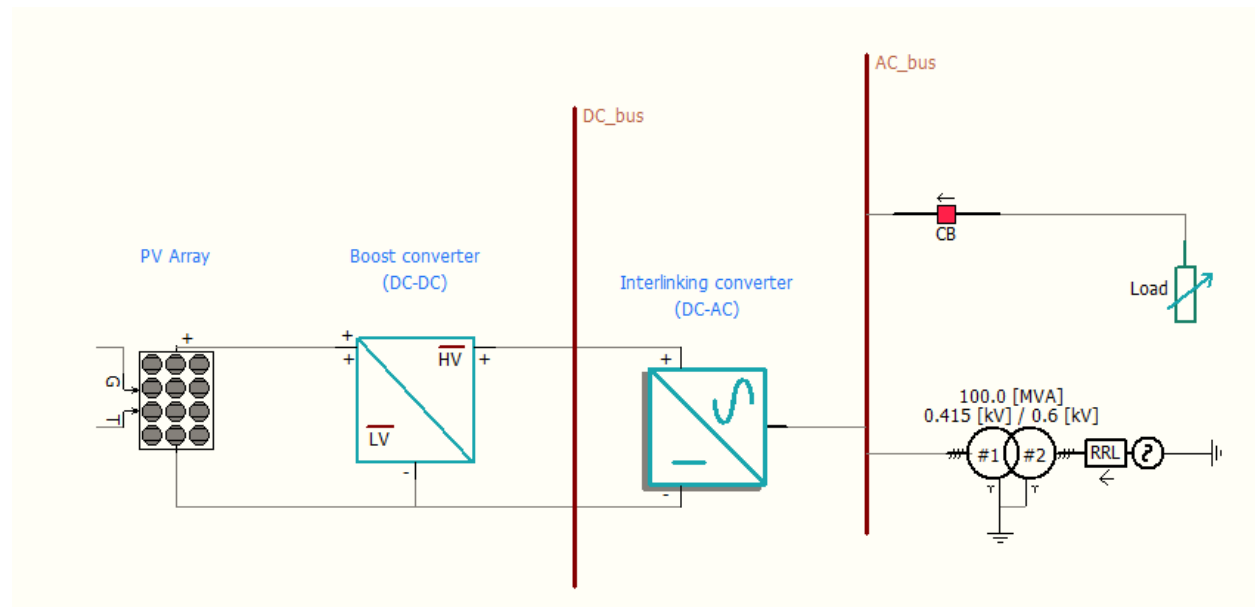 AC_bus
DC_bus
CB
PV Array
Boost converter
(DC-DC)
Interlinking converter
(DC-AC)
Load
+
+
+
HV
+
+
G
T
LV
-
-
100.0 [MVA]
0.415 [kV] / 0.6 [kV]
#1
#2
RRL